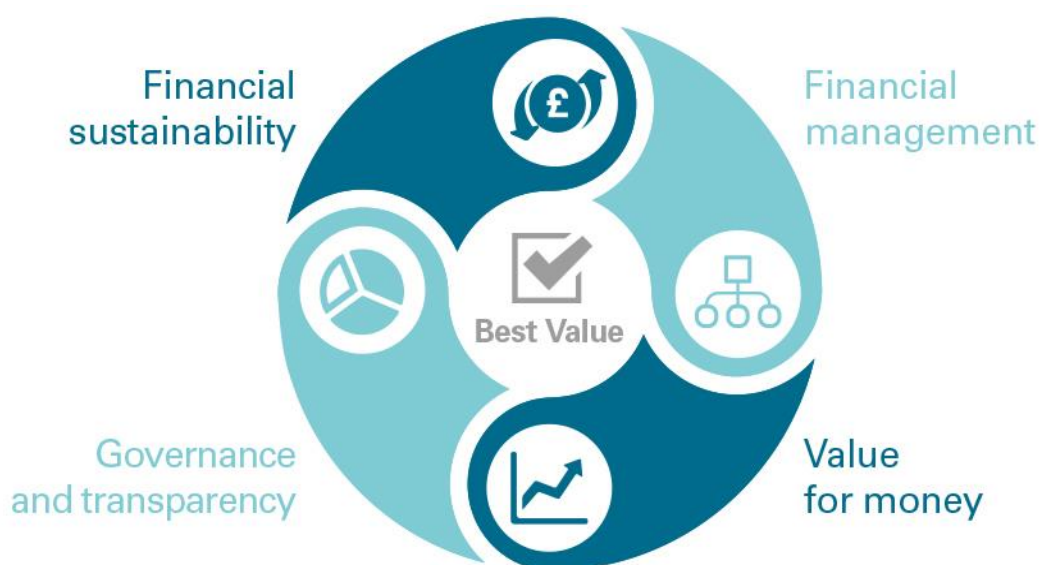 Financial
sustainability
Financial
management
£
Best Value
Governance
and transparency
Value
for money